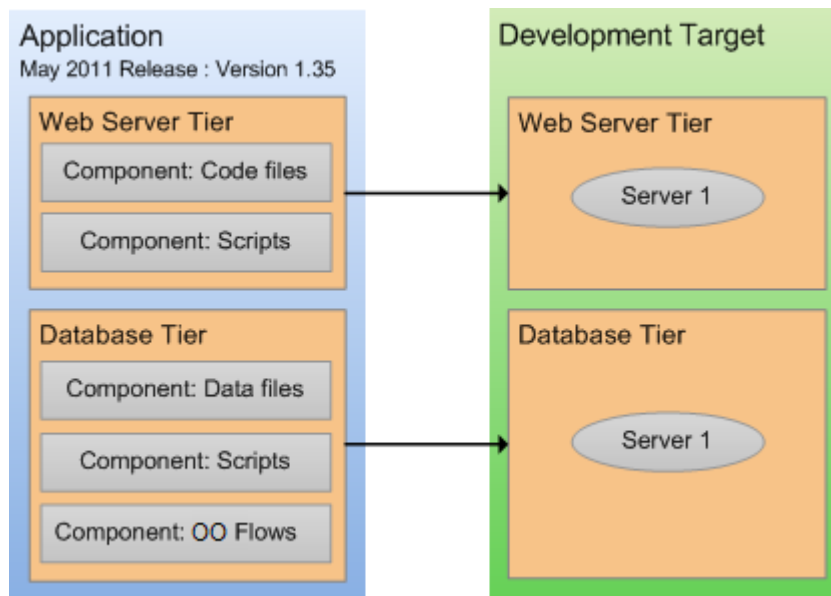 Application
May 2011 Release : Version 1.35
Web Server Tier
Component: Code files
Component: Scripts
Database Tier
Component: Data files
Component: Scripts
Component: OO Flows
Development Target
Web Server Tier
Server 1
Database Tier
Server 1